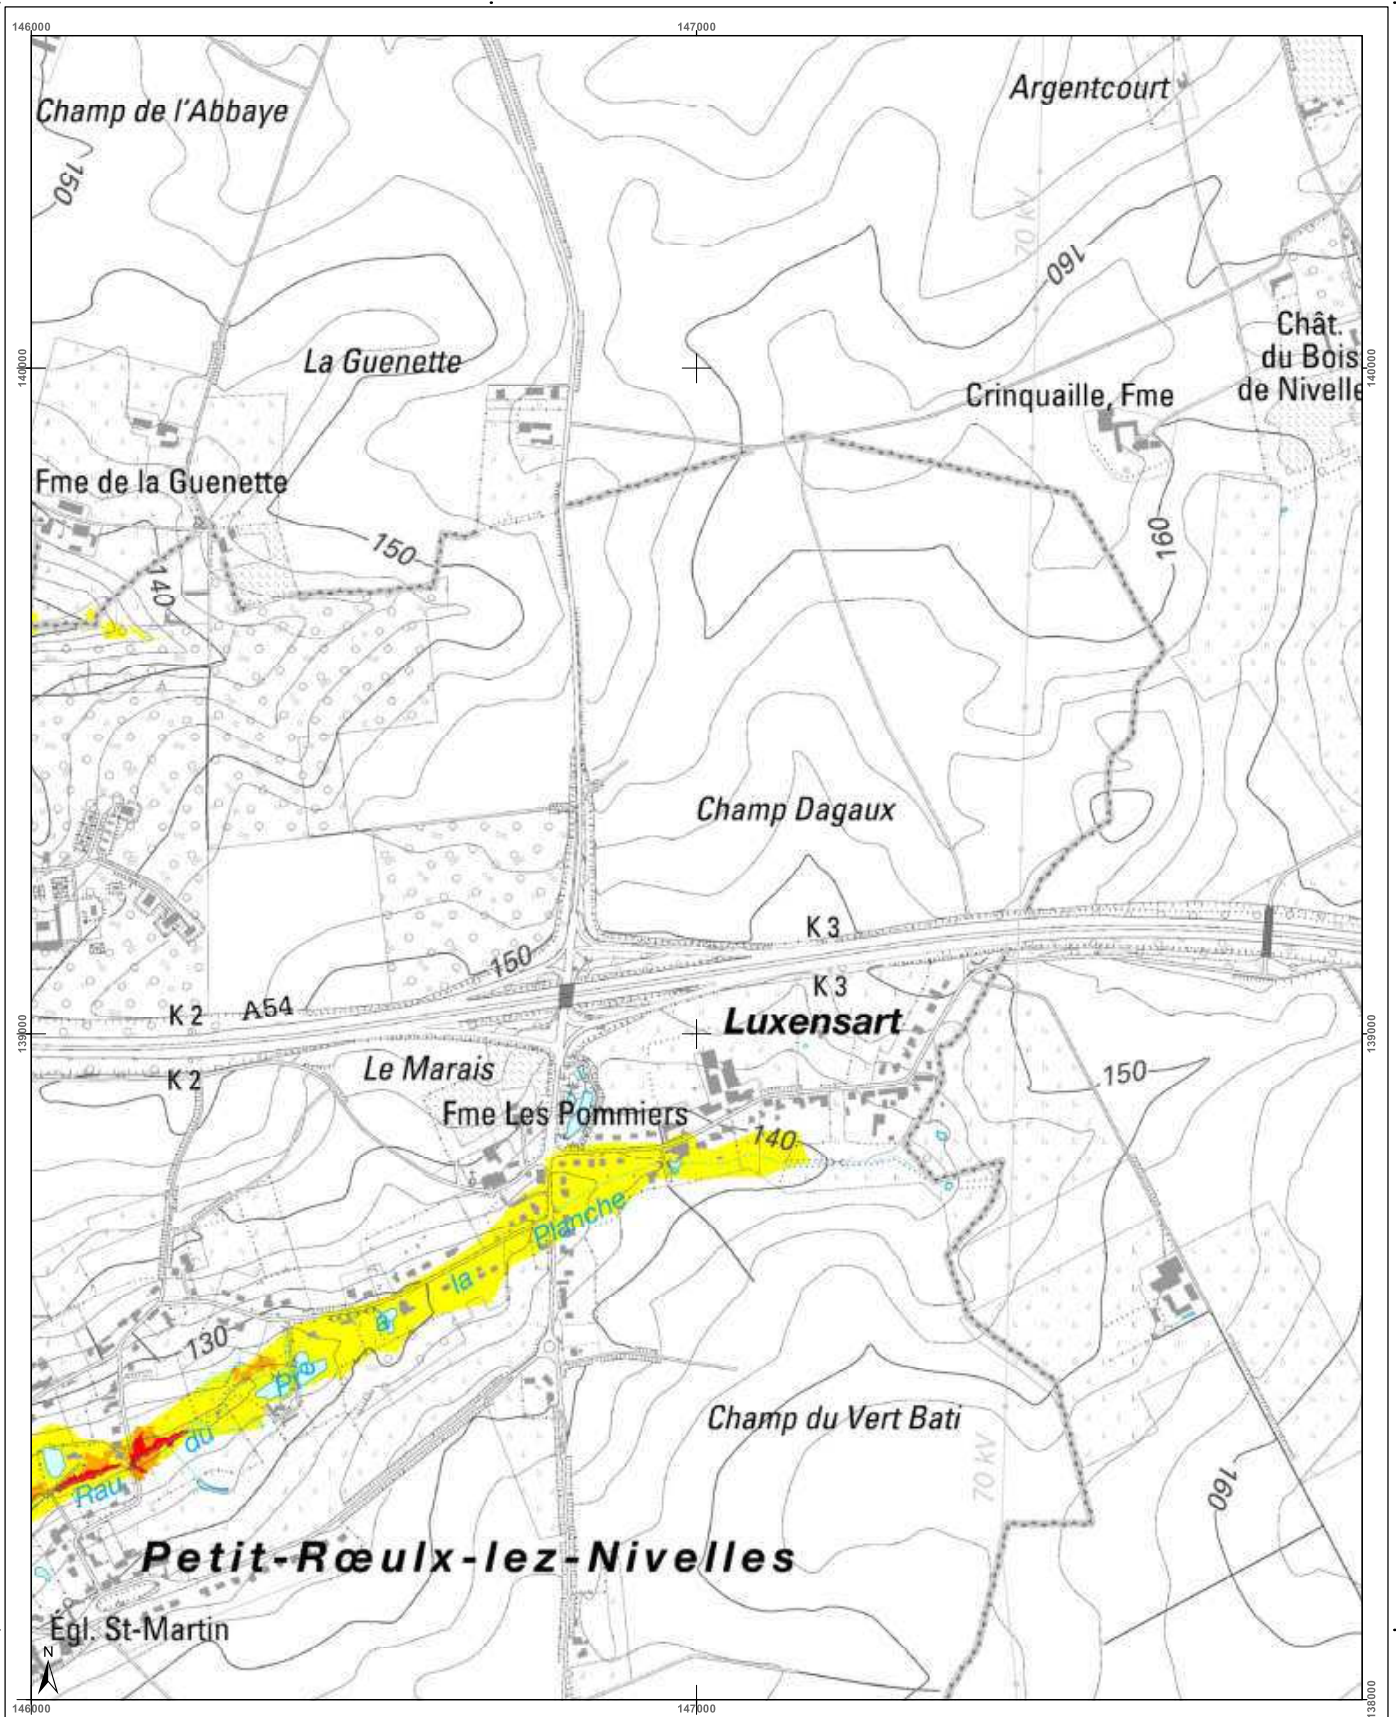 146000
147000
Argentcourt
Champ de l'Abbaye
150
70 kV
160
Chât.
du Bois
de Nivelle
La Guenette
140000
140000
Crinquaille, Fme
Fme de la Guenette
150
160
140
Champ Dagaux
K 3
150
K 3
K 2
A54
Luxensart
139000
139000
Le Marais
K 2
150
Fme Les Pommiers
140
Rau du Pré à la Planche
130
Champ du Vert Bati
70 kV
160
Petit-Rœulx-lez-Nivelles
Égl. St-Martin
N
146000
147000
138000